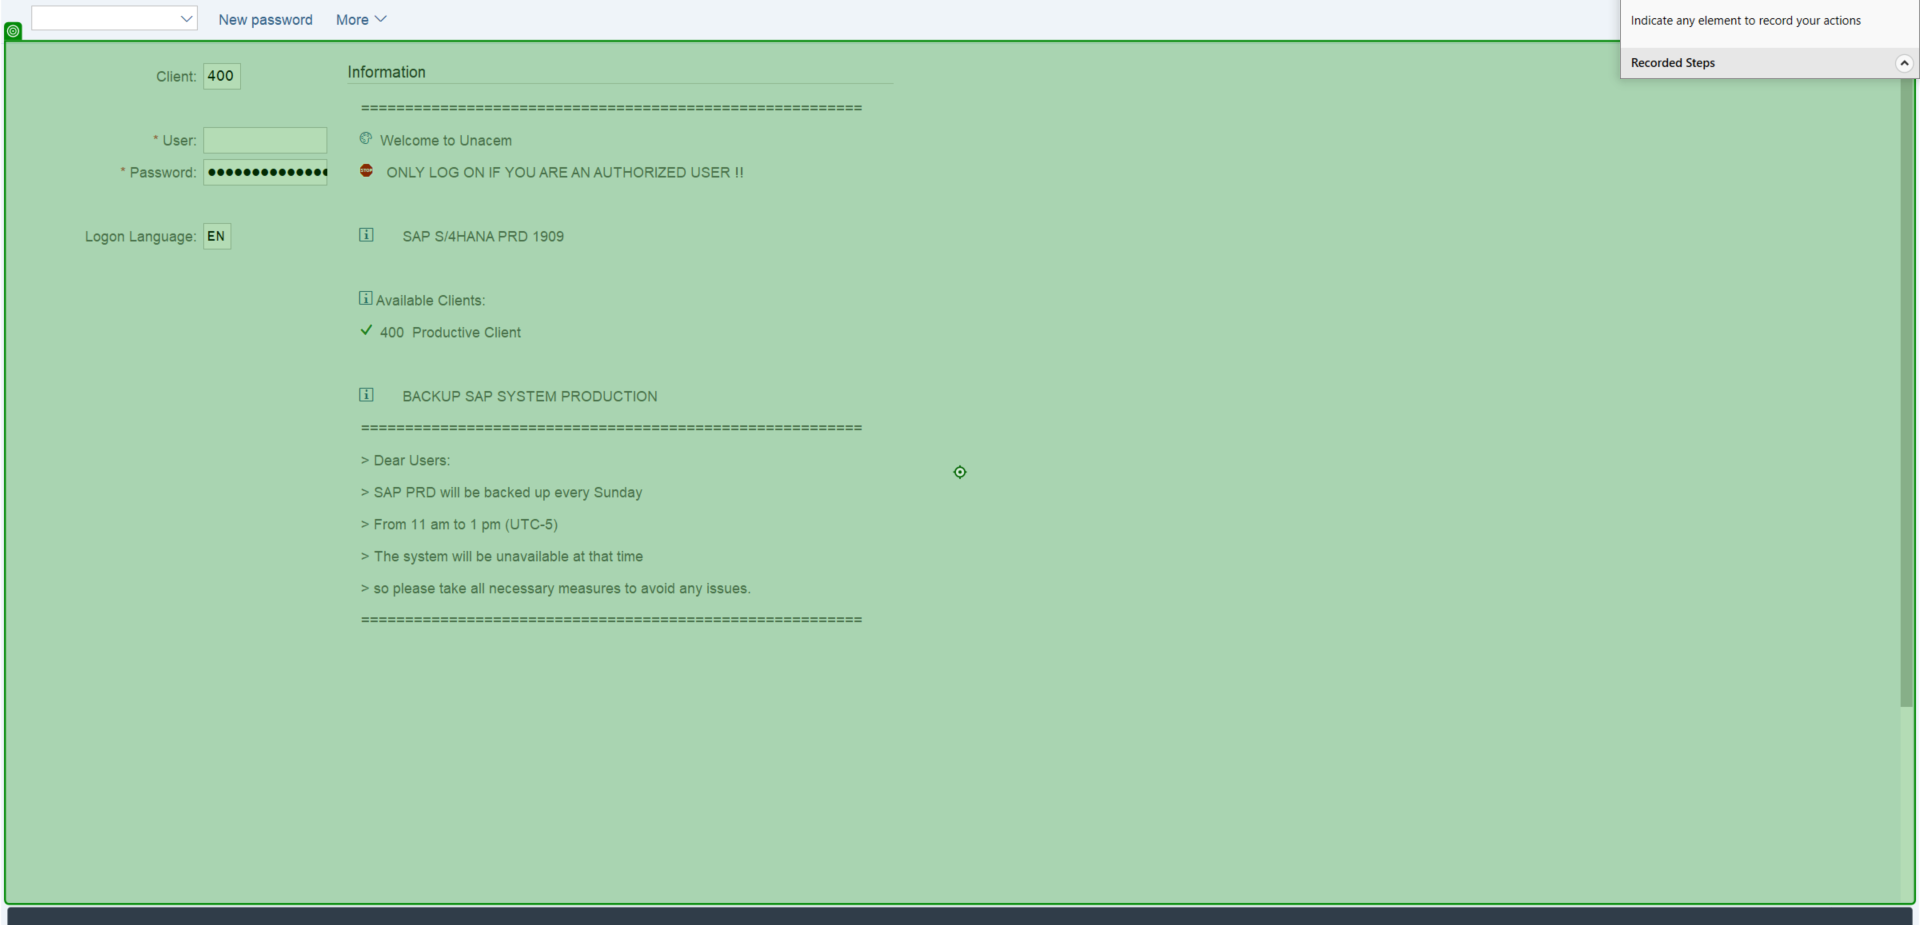 New password More
Indicate any element to record your actions
Recorded Steps
Client: 400
Information
=========================================================
* User:
Welcome to Unacem
* Password: ●●●●●●●●●●●●●●
STOP ONLY LOG ON IF YOU ARE AN AUTHORIZED USER !!
Logon Language: EN
i SAP S/4HANA PRD 1909
i Available Clients:
400 Productive Client
i BACKUP SAP SYSTEM PRODUCTION
=========================================================
> Dear Users:
> SAP PRD will be backed up every Sunday
> From 11 am to 1 pm (UTC-5)
> The system will be unavailable at that time
> so please take all necessary measures to avoid any issues.
=========================================================